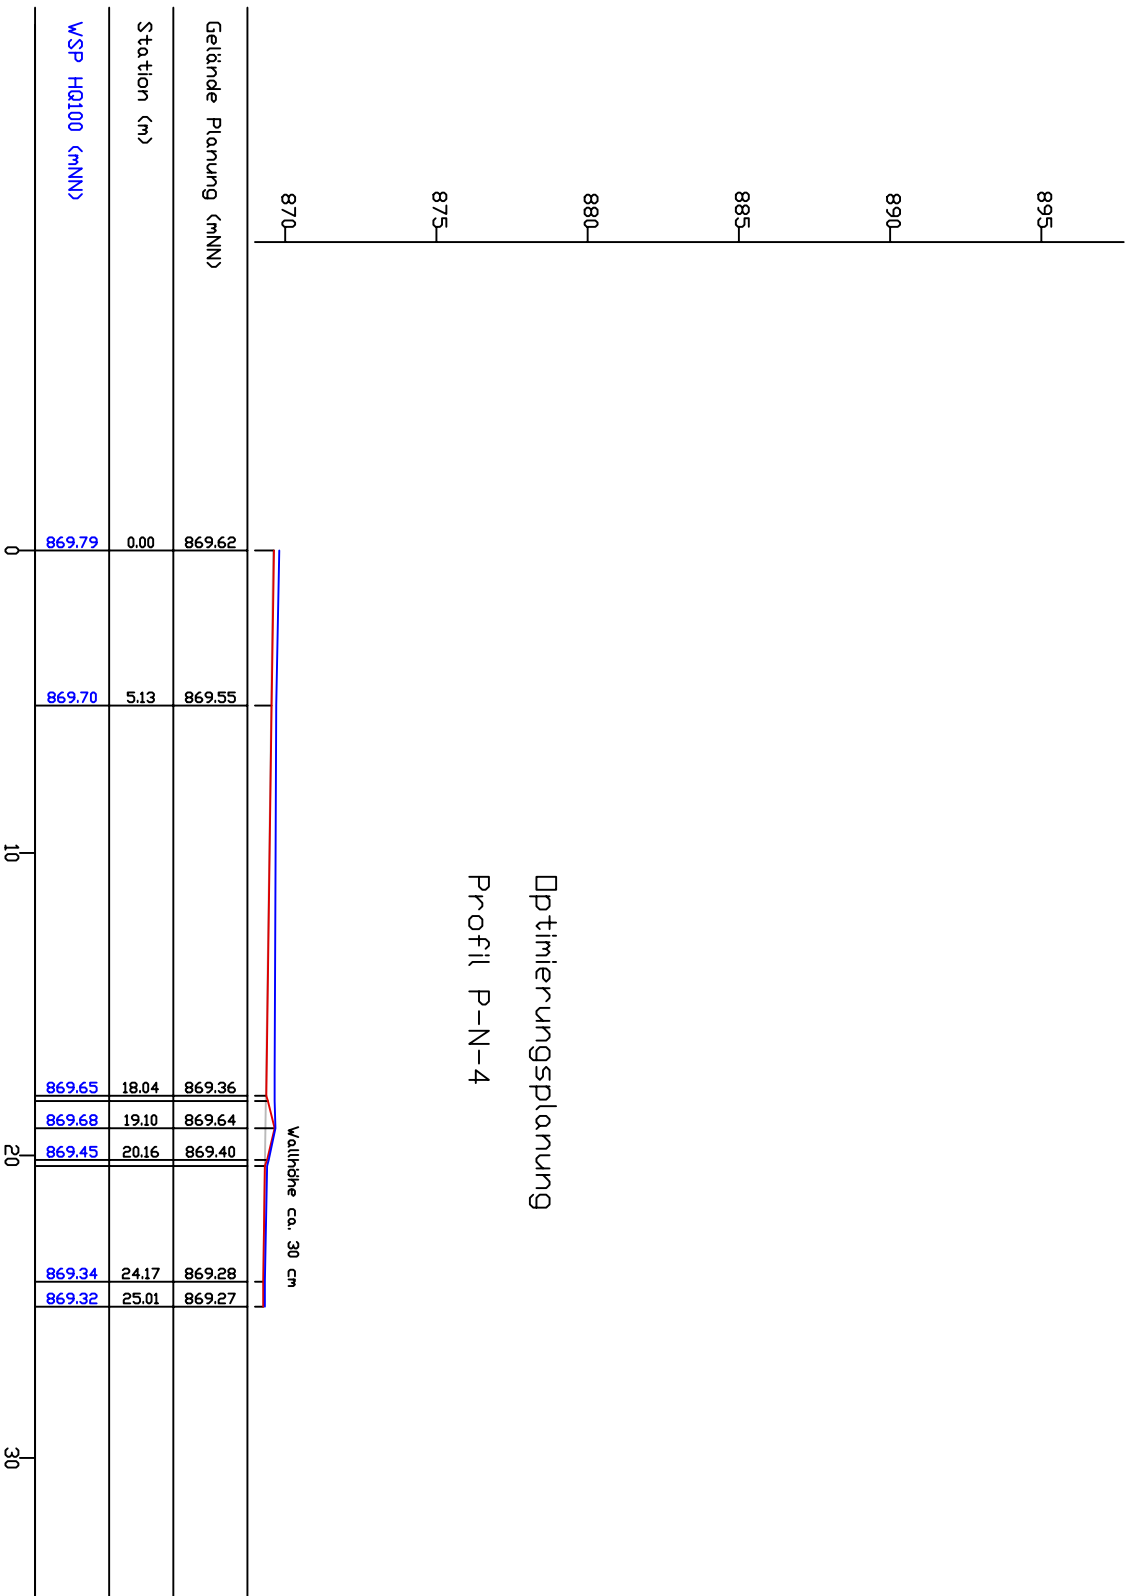 Optimierungsplanung
Profil P-N-4
895
890
885
880
875
870
Wallhöhe ca. 30 cm
Gelände Planung (mNN)
869.62 869.55 869.36 869.64 869.40 869.28 869.27
Station (m)
0.00 5.13 18.04 19.10 20.16 24.17 25.01
WSP HQ100 (mNN)
869.79 869.70 869.65 869.68 869.45 869.34 869.32
0 10 20 30